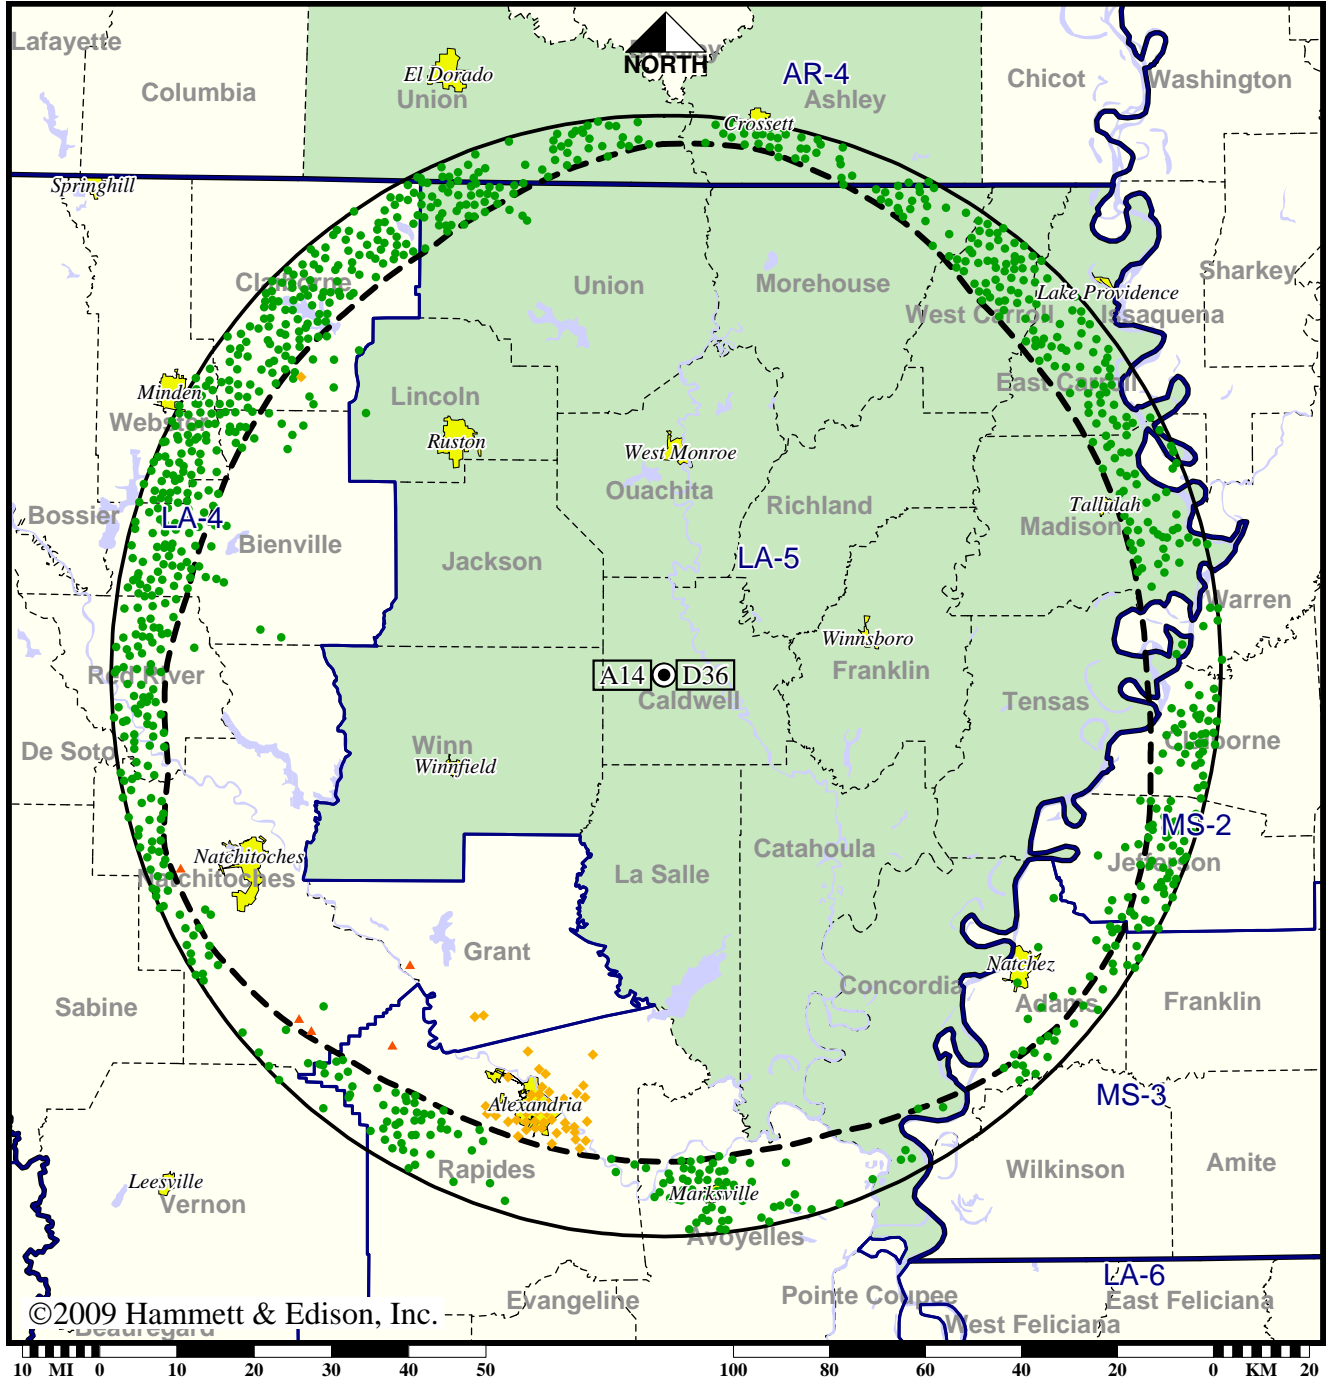 Lafayette
Columbia
El Dorado
Union
NORTH
AR-4
Ashley
Chicot
Washington
Crossett
Springhill
Claiborne
Union
Morehouse
Sharkey
Lake Providence
West Carroll
Issaquena
Minden
Webster
Lincoln
East Carroll
Ruston
West Monroe
Ouachita
Richland
Tallulah
Madison
Bossier
LA-4
Bienville
Jackson
LA-5
Warren
Winnsboro
Franklin
Red River
A14
D36
Caldwell
Tensas
De Soto
Winn
Winnfield
Claiborne
MS-2
Natchitoches
Natchitoches
La Salle
Catahoula
Jefferson
Grant
Natchez
Sabine
Concordia
Adams
Franklin
Alexandria
MS-3
Leesville
Vernon
Rapides
Marksville
Wilkinson
Amite
Avoyelles
LA-6
Evangeline
Pointe Coupee
East Feliciana
West Feliciana
©2009 Hammett & Edison, Inc.
Beauregard
10 MI 0 10 20 30 40 50 100 80 60 40 20 0 KM 20